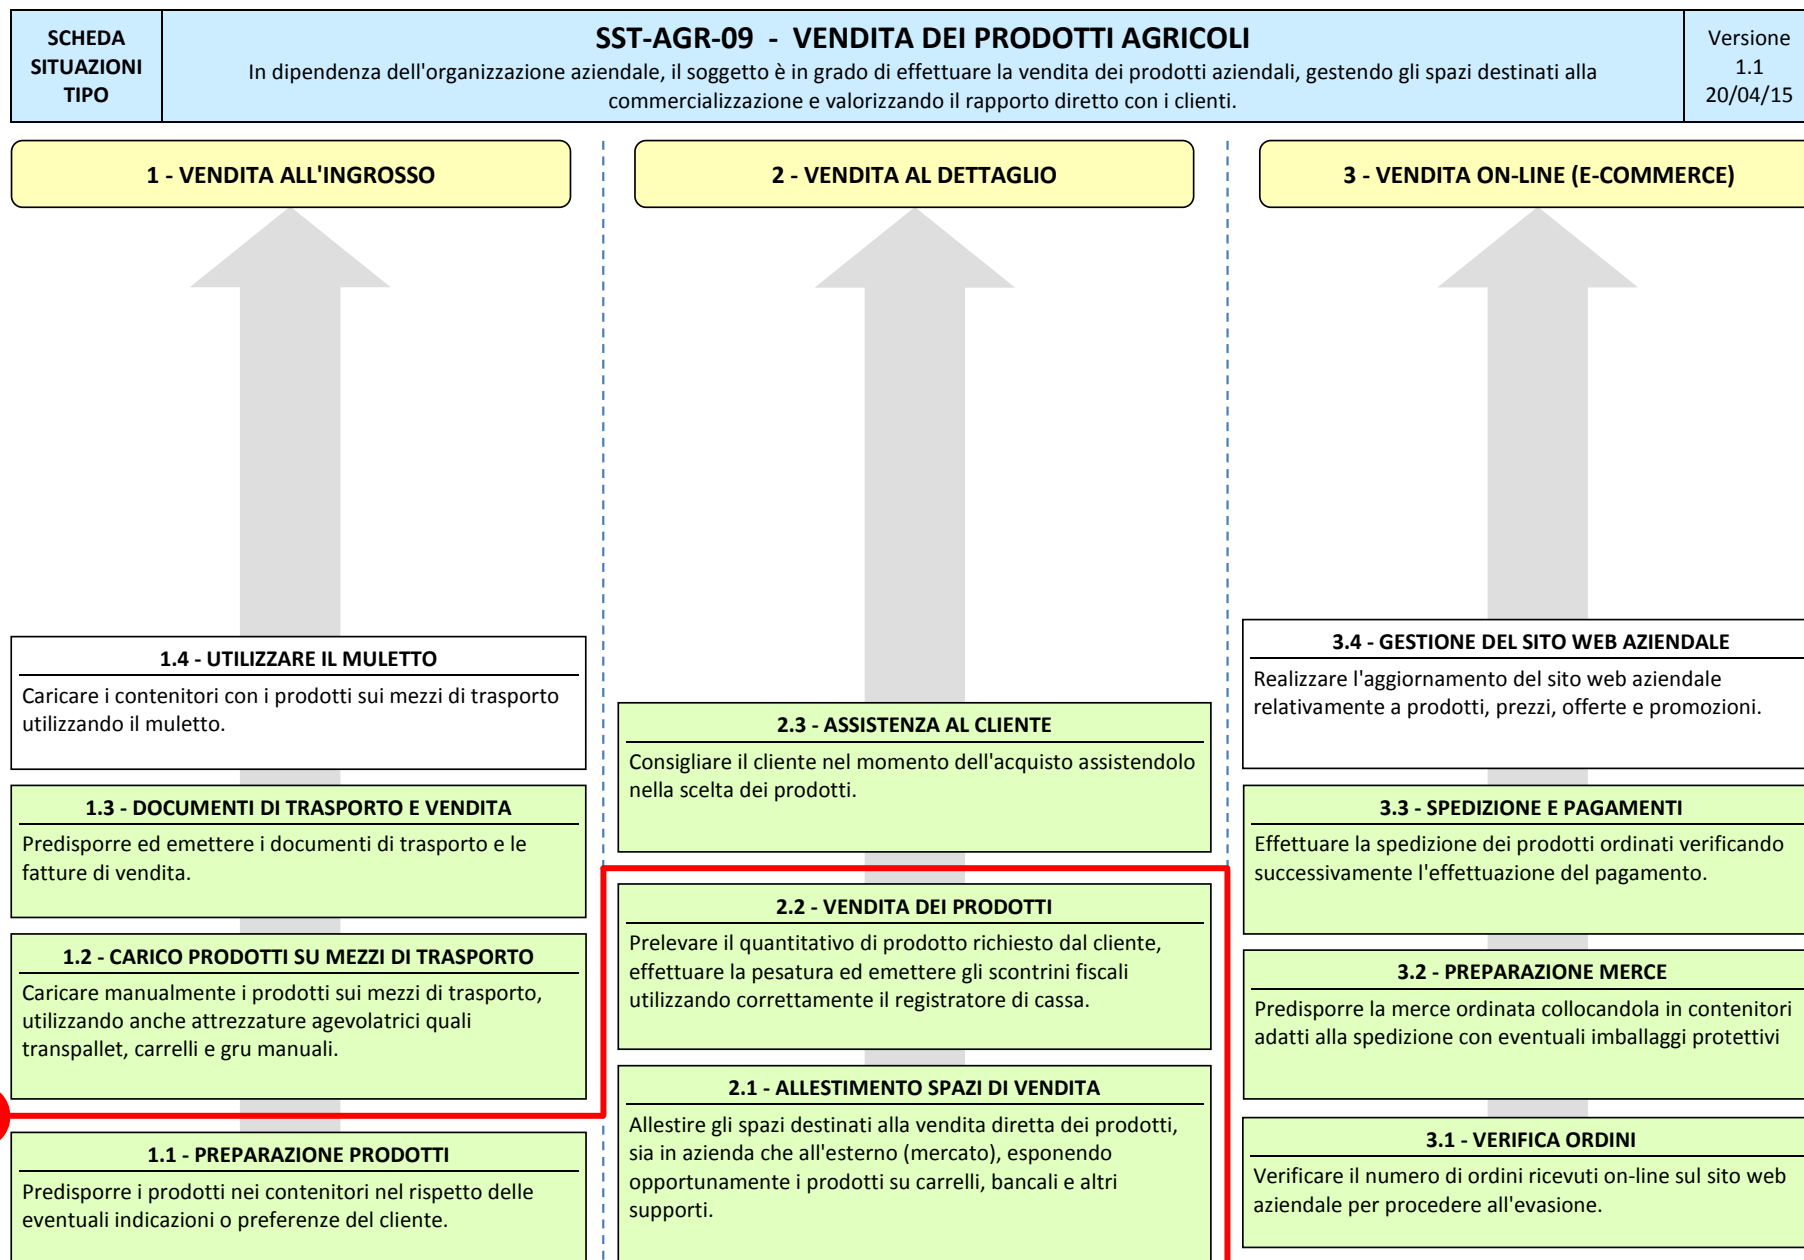 SCHEDA
SITUAZIONI
TIPO
SST-AGR-09 - VENDITA DEI PRODOTTI AGRICOLI
In dipendenza dell'organizzazione aziendale, il soggetto è in grado di effettuare la vendita dei prodotti aziendali, gestendo gli spazi destinati alla
commercializzazione e valorizzando il rapporto diretto con i clienti.
Versione
1.1
20/04/15
1 - VENDITA ALL'INGROSSO
1.4 - UTILIZZARE IL MULETTO
Caricare i contenitori con i prodotti sui mezzi di trasporto
utilizzando il muletto.
1.3 - DOCUMENTI DI TRASPORTO E VENDITA
Predisporre ed emettere i documenti di trasporto e le
fatture di vendita.
1.2 - CARICO PRODOTTI SU MEZZI DI TRASPORTO
Caricare manualmente i prodotti sui mezzi di trasporto,
utilizzando anche attrezzature agevolatrici quali
transpallet, carrelli e gru manuali.
1.1 - PREPARAZIONE PRODOTTI
Predisporre i prodotti nei contenitori nel rispetto delle
eventuali indicazioni o preferenze del cliente.
2 - VENDITA AL DETTAGLIO
2.3 - ASSISTENZA AL CLIENTE
Consigliare il cliente nel momento dell'acquisto assistendolo
nella scelta dei prodotti.
2.2 - VENDITA DEI PRODOTTI
Prelevare il quantitativo di prodotto richiesto dal cliente,
effettuare la pesatura ed emettere gli scontrini fiscali
utilizzando correttamente il registratore di cassa.
2.1 - ALLESTIMENTO SPAZI DI VENDITA
Allestire gli spazi destinati alla vendita diretta dei prodotti,
sia in azienda che all'esterno (mercato), esponendo
opportunamente i prodotti su carrelli, bancali e altri
supporti.
3 - VENDITA ON-LINE (E-COMMERCE)
3.4 - GESTIONE DEL SITO WEB AZIENDALE
Realizzare l'aggiornamento del sito web aziendale
relativamente a prodotti, prezzi, offerte e promozioni.
3.3 - SPEDIZIONE E PAGAMENTI
Effettuare la spedizione dei prodotti ordinati verificando
successivamente l'effettuazione del pagamento.
3.2 - PREPARAZIONE MERCE
Predisporre la merce ordinata collocandola in contenitori
adatti alla spedizione con eventuali imballaggi protettivi
3.1 - VERIFICA ORDINI
Verificare il numero di ordini ricevuti on-line sul sito web
aziendale per procedere all'evasione.